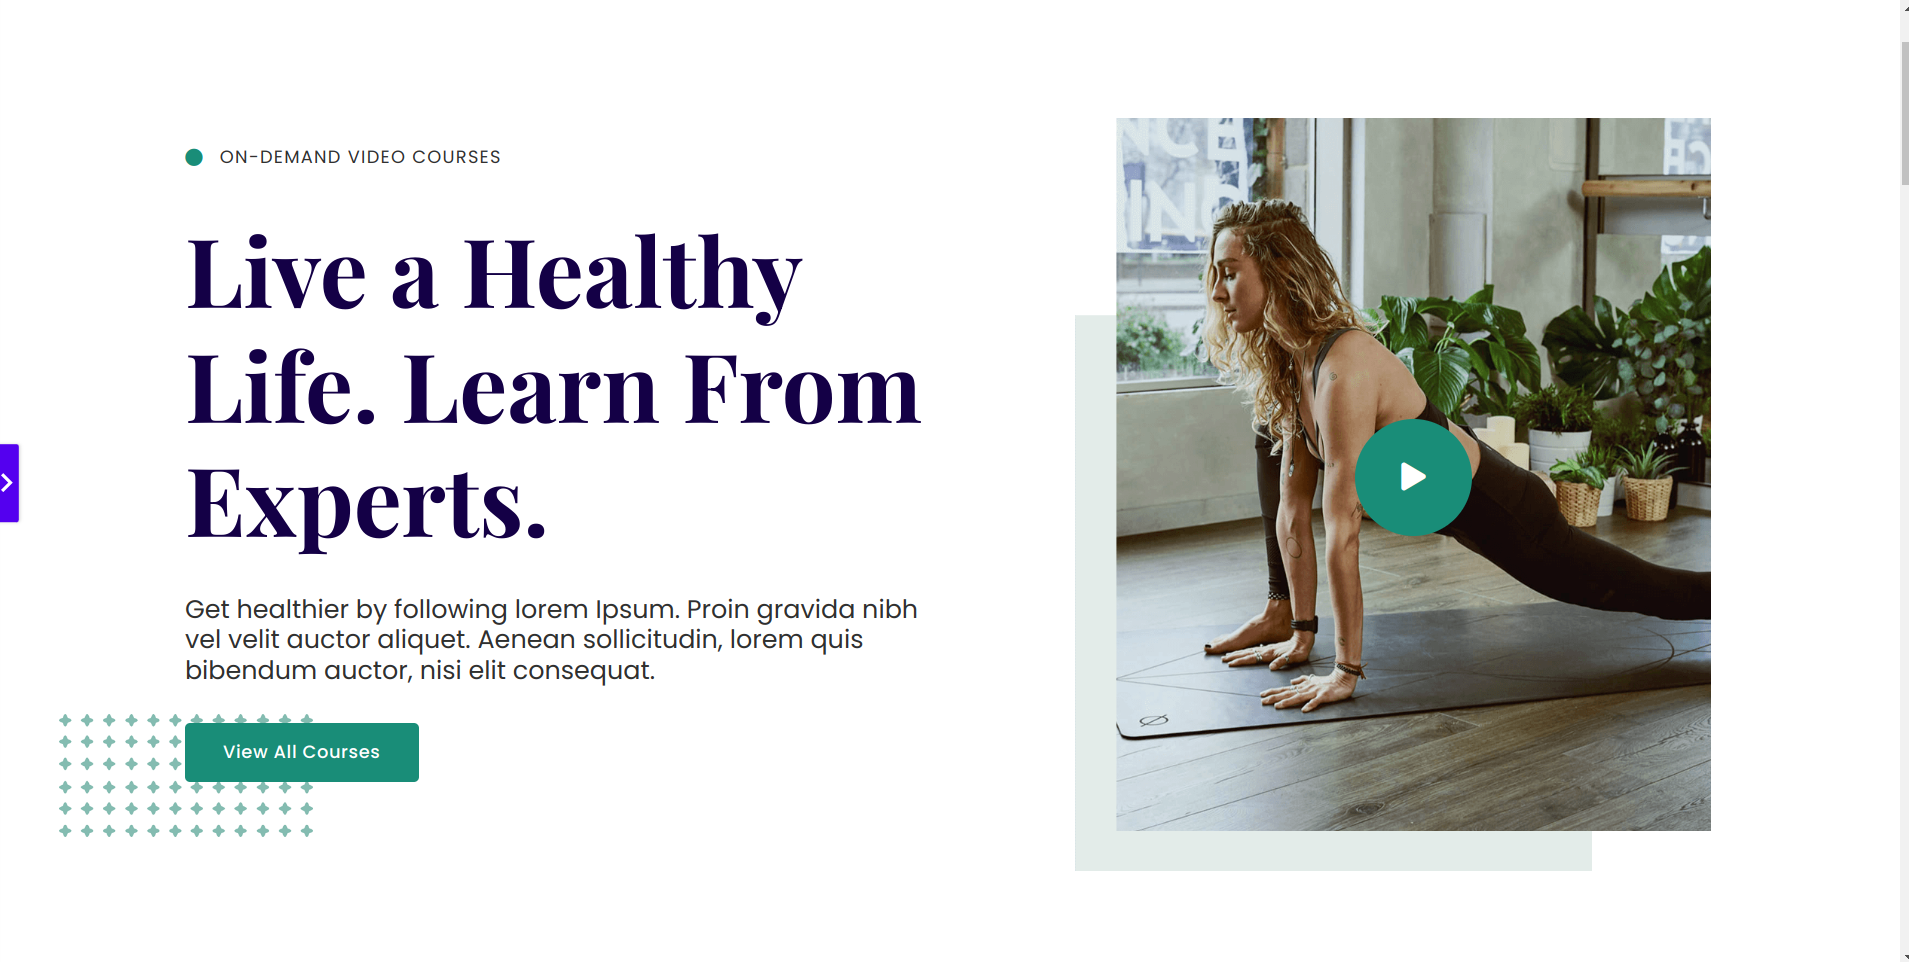 ON-DEMAND VIDEO COURSES
Live a Healthy
Life. Learn From
Experts.
Get healthier by following lorem Ipsum. Proin gravida nibh
vel velit auctor aliquet. Aenean sollicitudin, lorem quis
bibendum auctor, nisi elit consequat.
View All Courses